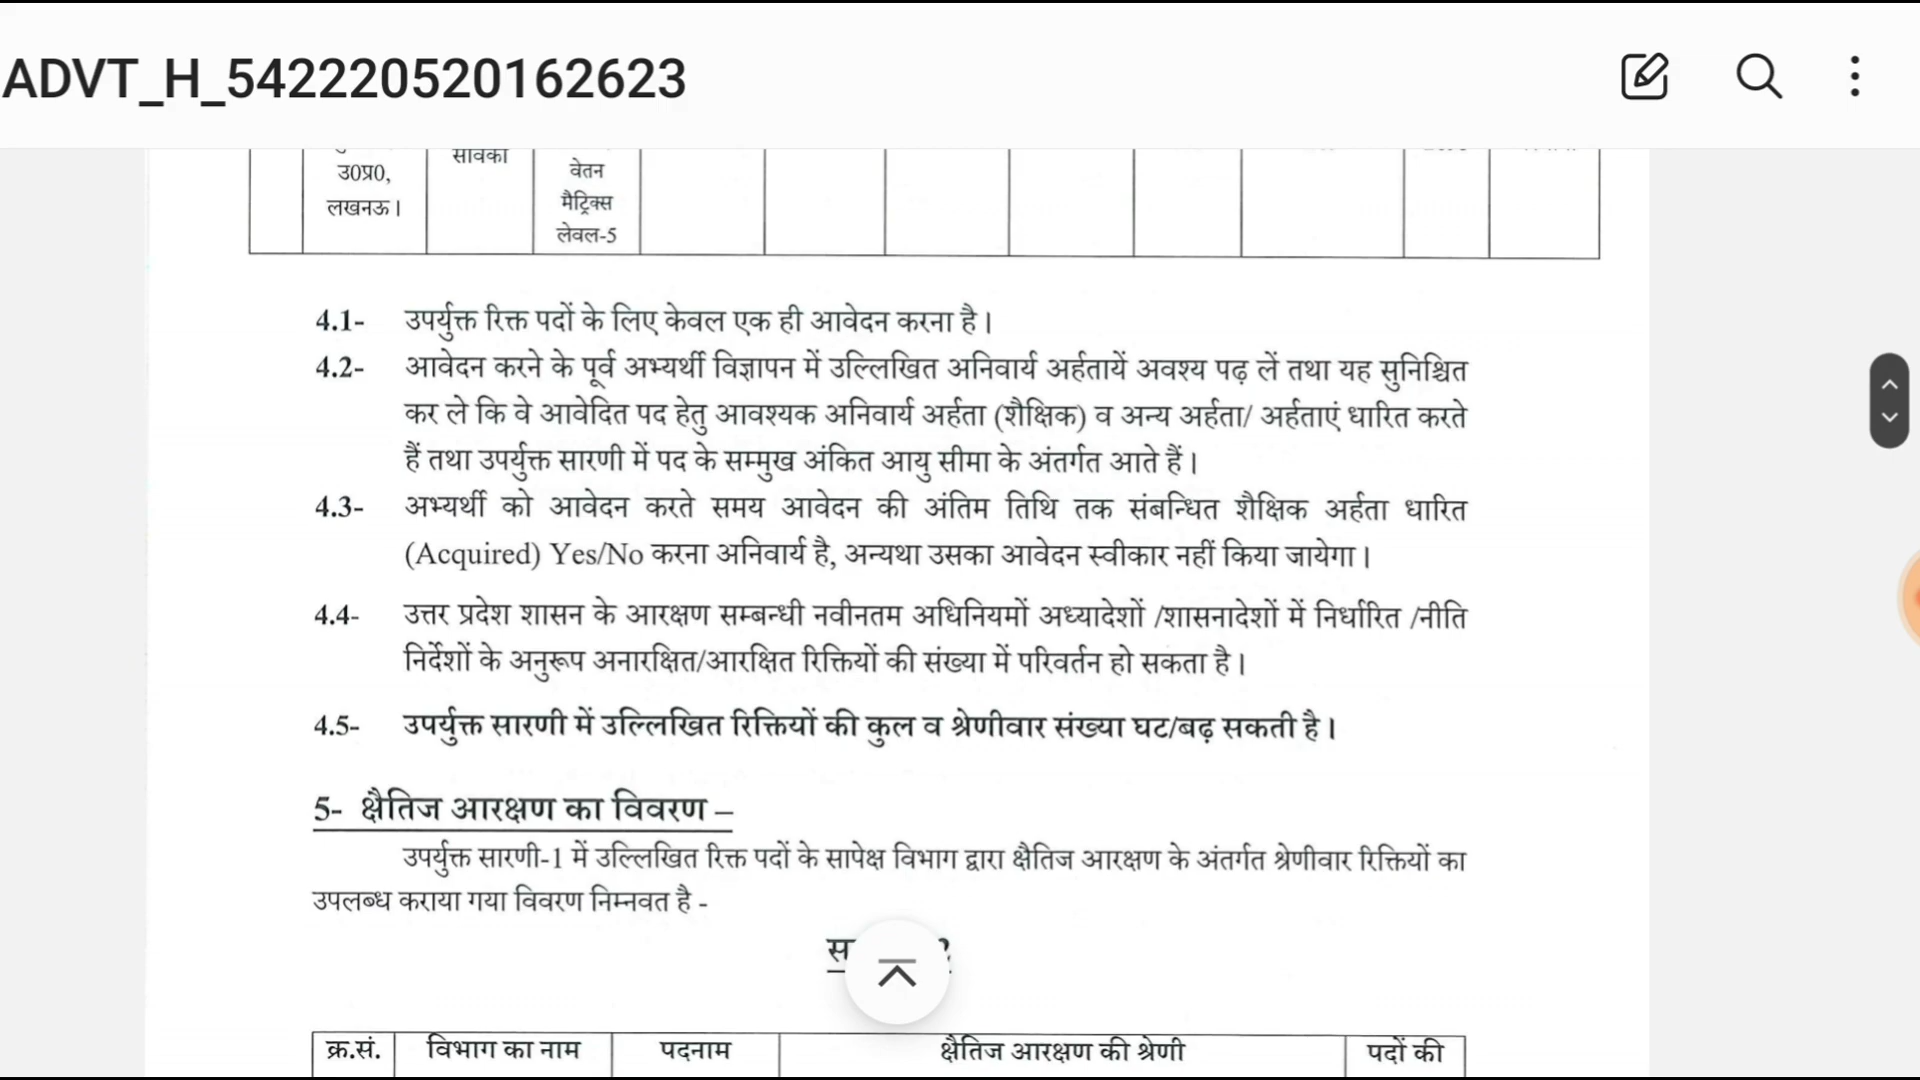 ADVT_H_542220520162623
सेविका
वेतन
उ0प्र0,
मैट्रिक्स
लखनऊ।
लेवल-5
4.1- उपर्युक्त रिक्त पदों के लिए केवल एक ही आवेदन करना है।
4.2- आवेदन करने के पूर्व अभ्यर्थी विज्ञापन में उल्लिखित अनिवार्य अर्हतायें अवश्य पढ़ लें तथा यह सुनिश्चित
कर ले कि वे आवेदित पद हेतु आवश्यक अनिवार्य अर्हता (शैक्षिक) व अन्य अर्हता/ अर्हताएं धारित करते
हैं तथा उपर्युक्त सारणी में पद के सम्मुख अंकित आयु सीमा के अंतर्गत आते हैं।
4.3- अभ्यर्थी को आवेदन करते समय आवेदन की अंतिम तिथि तक संबन्धित शैक्षिक अर्हता धारित
(Acquired) Yes/No करना अनिवार्य है, अन्यथा उसका आवेदन स्वीकार नहीं किया जायेगा।
4.4- उत्तर प्रदेश शासन के आरक्षण सम्बन्धी नवीनतम अधिनियमों अध्यादेशों /शासनादेशों में निर्धारित /नीति
निर्देशों के अनुरूप अनारक्षित/आरक्षित रिक्तियों की संख्या में परिवर्तन हो सकता है।
4.5- उपर्युक्त सारणी में उल्लिखित रिक्तियों की कुल व श्रेणीवार संख्या घट/बढ़ सकती है।
5- क्षैतिज आरक्षण का विवरण –
उपर्युक्त सारणी-1 में उल्लिखित रिक्त पदों के सापेक्ष विभाग द्वारा क्षैतिज आरक्षण के अंतर्गत श्रेणीवार रिक्तियों का
उपलब्ध कराया गया विवरण निम्नवत है -
क्र.सं. विभाग का नाम पदनाम क्षैतिज आरक्षण की श्रेणी पदों की